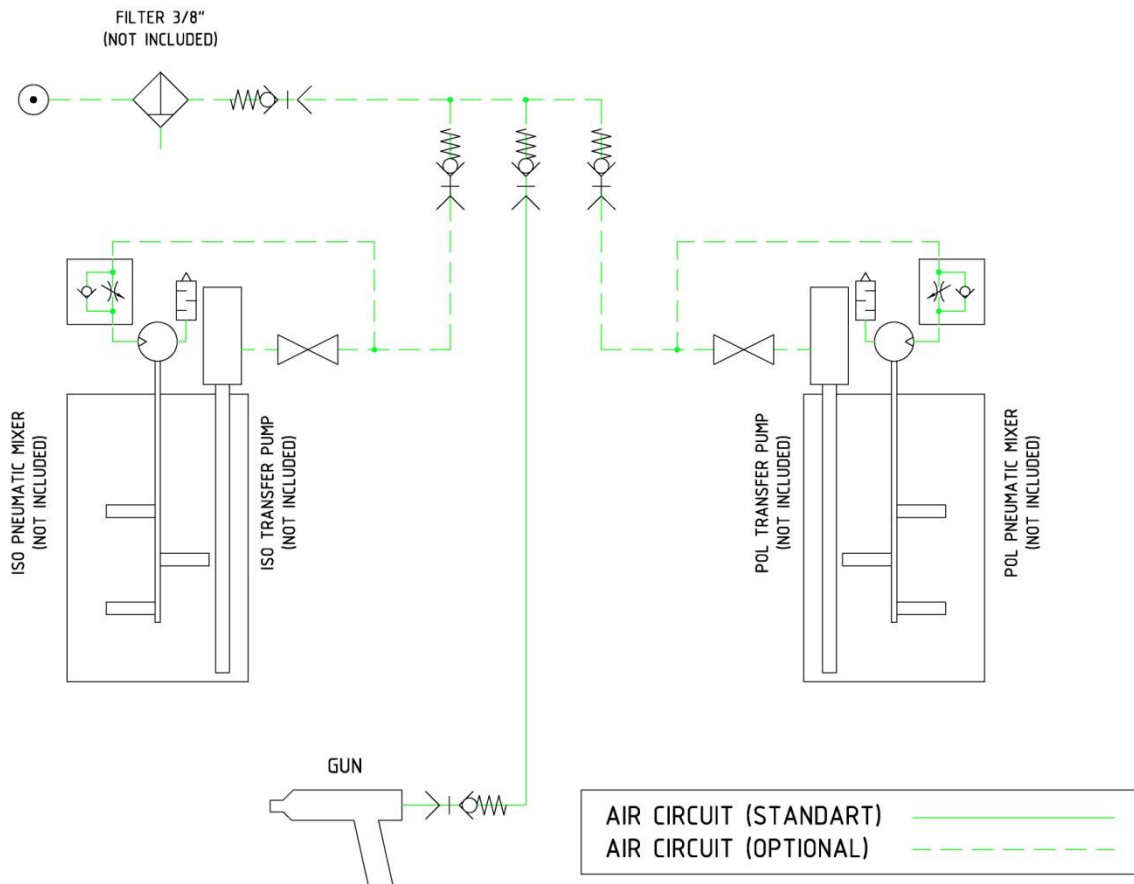 FILTER 3/8"
(NOT INCLUDED)
ISO PNEUMATIC MIXER
(NOT INCLUDED)
ISO TRANSFER PUMP
(NOT INCLUDED)
POL TRANSFER PUMP
(NOT INCLUDED)
POL PNEUMATIC MIXER
(NOT INCLUDED)
GUN
AIR CIRCUIT (STANDART)
AIR CIRCUIT (OPTIONAL)